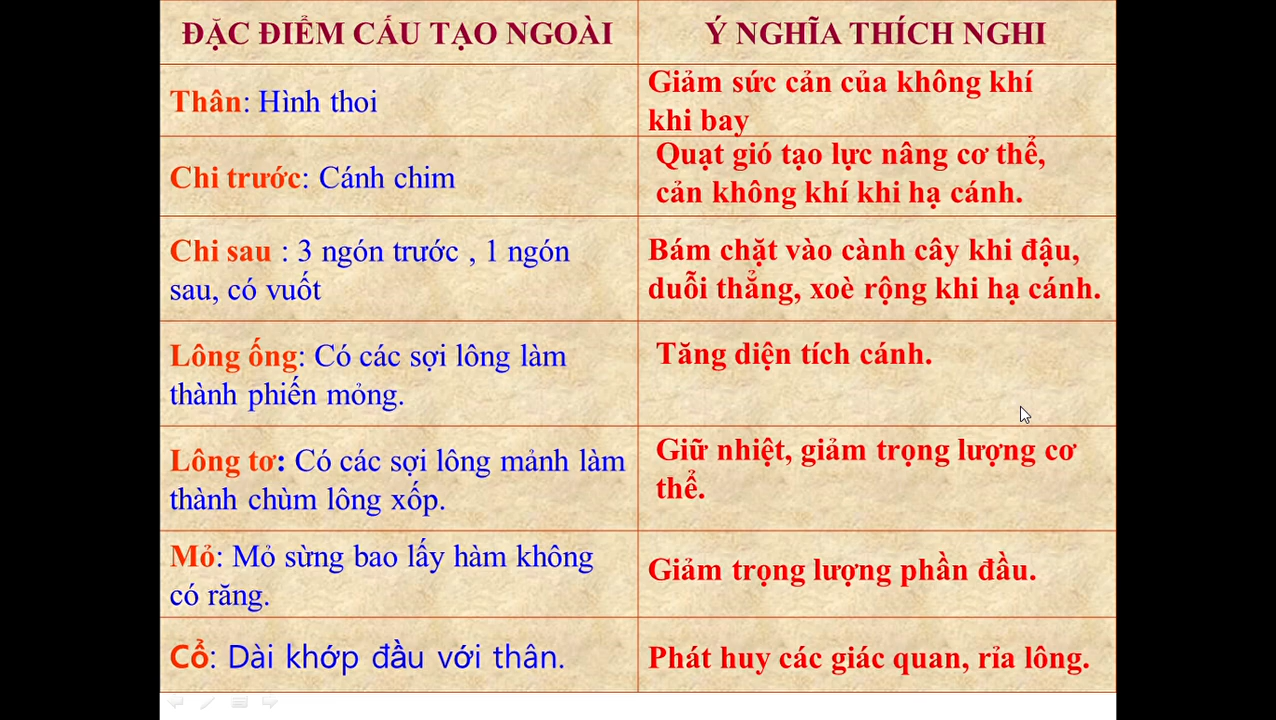 ĐẶC ĐIỂM CẤU TẠO NGOÀI
Ý NGHĨA THÍCH NGHI
Thân: Hình thoi
Giảm sức cản của không khí
khi bay
Chi trước: Cánh chim
Quạt gió tạo lực nâng cơ thể,
cản không khí khi hạ cánh.
Chi sau : 3 ngón trước , 1 ngón
sau, có vuốt
Bám chặt vào cành cây khi đậu,
duỗi thẳng, xoè rộng khi hạ cánh.
Lông ống: Có các sợi lông làm
thành phiến mỏng.
Tăng diện tích cánh.
Lông tơ: Có các sợi lông mảnh làm
thành chùm lông xốp.
Giữ nhiệt, giảm trọng lượng cơ
thể.
Mỏ: Mỏ sừng bao lấy hàm không
có răng.
Giảm trọng lượng phần đầu.
Cổ: Dài khớp đầu với thân.
Phát huy các giác quan, rỉa lông.